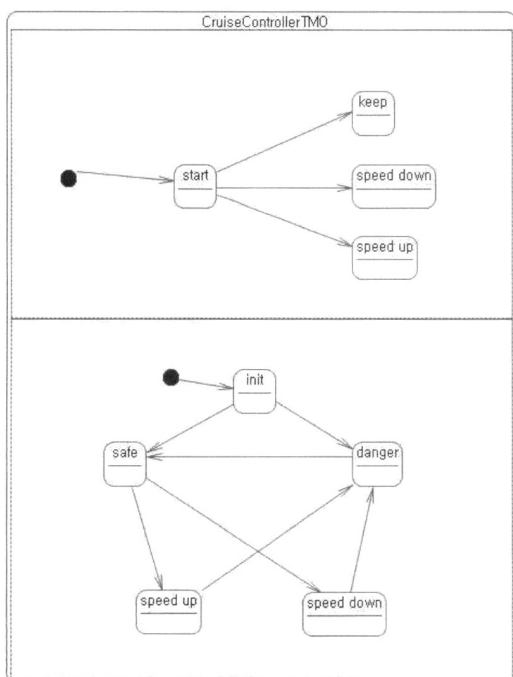 CruiseControllerTMO
keep
start
speed down
speed up
init
safe
danger
speed up
speed down